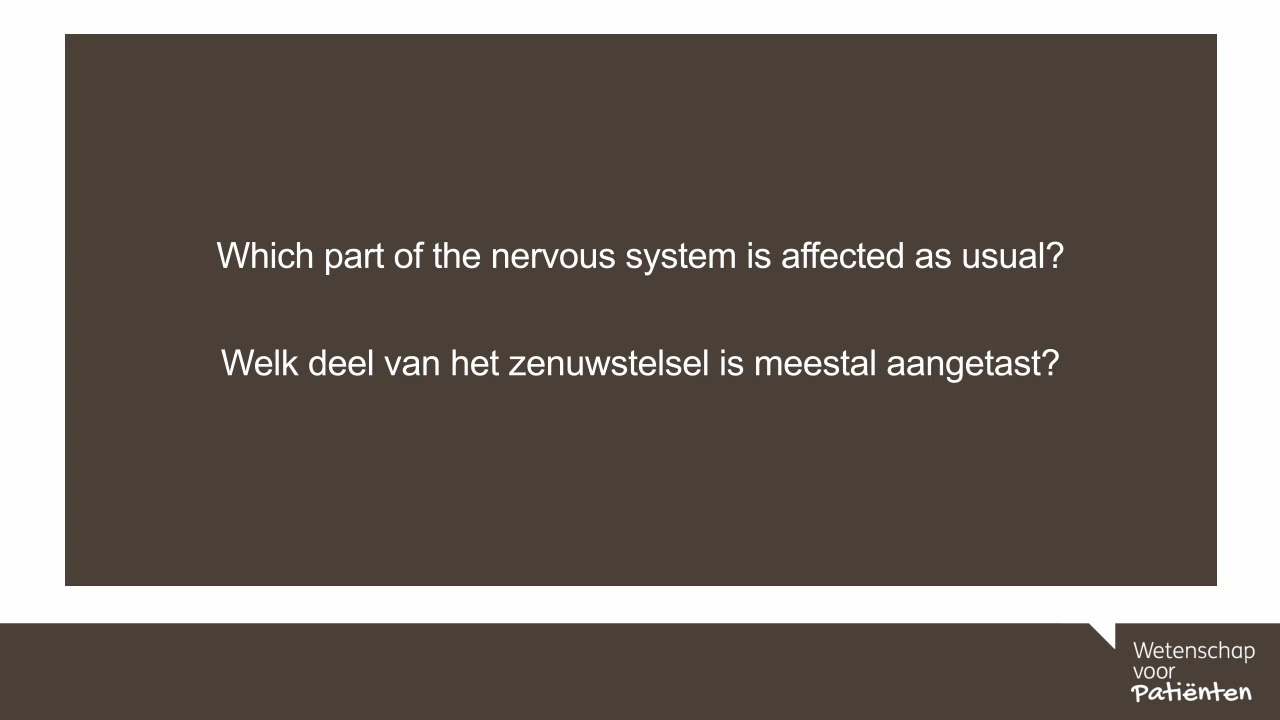 Which part of the nervous system is affected as usual?
Welk deel van het zenuwstelsel is meestal aangetast?
Wetenschap
voor
Patiënten